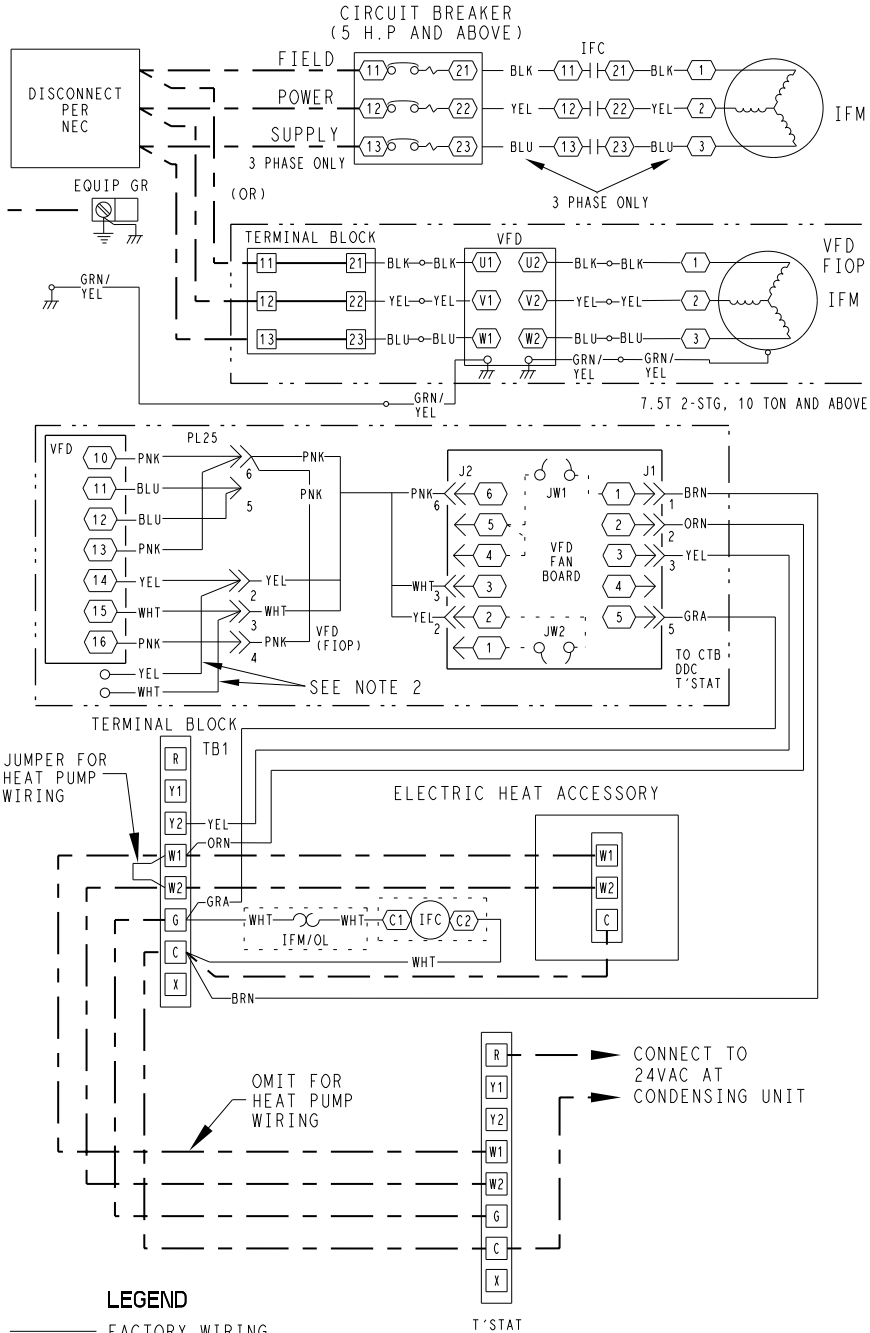 CIRCUIT BREAKER
(5 H.P AND ABOVE)
DISCONNECT
PER
NEC
FIELD
POWER
SUPPLY
3 PHASE ONLY
11 21 BLK 11 IFC 21 BLK 1
12 22 YEL 12 22 YEL 2
13 23 BLU 13 23 BLU 3
IFM
3 PHASE ONLY
EQUIP GR
(OR)
GRN/
YEL
TERMINAL BLOCK
VFD
VFD
FIOP
IFM
11 21 BLK BLK U1 U2 BLK BLK 1
12 22 YEL YEL V1 V2 YEL YEL 2
13 23 BLU BLU W1 W2 BLU BLU 3
GRN/
YEL
GRN/
YEL
GRN/
YEL
7.5T 2-STG, 10 TON AND ABOVE
VFD
PL25
10 PNK 6 PNK
11 BLU 5
12 BLU
13 PNK
14 YEL 2 YEL
15 WHT 3 WHT
16 PNK 4 PNK
PNK
VFD
(FIOP)
YEL
WHT
SEE NOTE 2
J2
J1
JW1
PNK 6 6
5
4
WHT 3 3
YEL 2 2
1
VFD
FAN
BOARD
JW2
1 1 BRN
2 2 ORN
3 3 YEL
4
5 5 GRA
TO CTB
DDC
T'STAT
TERMINAL BLOCK
TB1
JUMPER FOR
HEAT PUMP
WIRING
R
Y1
Y2 YEL
W1 ORN
W2
G GRA
C
X
BRN
WHT WHT C1 IFC C2
IFM/OL
WHT
ELECTRIC HEAT ACCESSORY
W1
W2
C
OMIT FOR
HEAT PUMP
WIRING
R
Y1
Y2
W1
W2
G
C
X
T'STAT
CONNECT TO
24VAC AT
CONDENSING UNIT
LEGEND
FACTORY WIRING